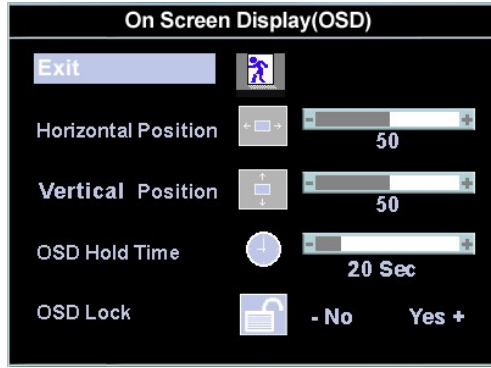 On Screen Display(OSD)
Exit
Horizontal Position - +
50
Vertical Position - +
50
OSD Hold Time - +
20 Sec
OSD Lock - No Yes +